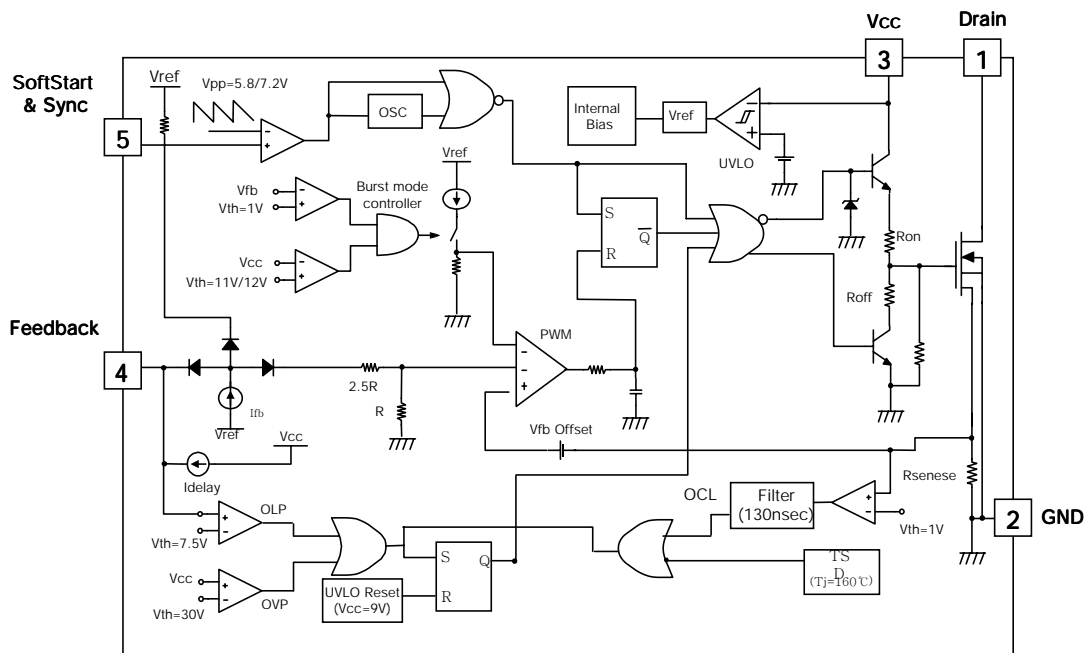 Vcc
Drain
3
1
SoftStart
& Sync
5
Vref
Vpp=5.8/7.2V
−
+
OSC
Internal
Bias
Vref
−
+
UVLO
Vfb
Vth=1V
−
+
Burst mode
controller
Vref
Vcc
Vth=11V/12V
−
+
S
R
Q
Ron
Roff
Feedback
4
Ifb
Vref
2.5R
R
PWM
−
−
+
Vfb Offset
Vcc
Idelay
Rsenese
OLP
+
−
Vth=7.5V
Vcc
Vth=30V
+
−
OVP
UVLO Reset
(Vcc=9V)
S
R
Q
OCL
Filter
(130nsec)
+
−
Vth=1V
TS
D
(Tj=160℃)
2
GND